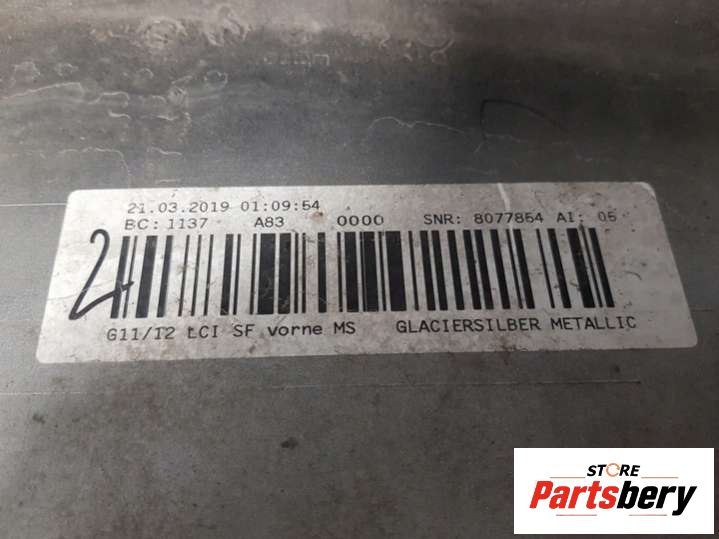 21.03.2019 01:09:54
BC: 1137 A83 0000 SNR: 8077854 AI: 05
2
G11/12 LCI SF vorne MS GLACIERSILBER METALLIC
STORE
Partsbery